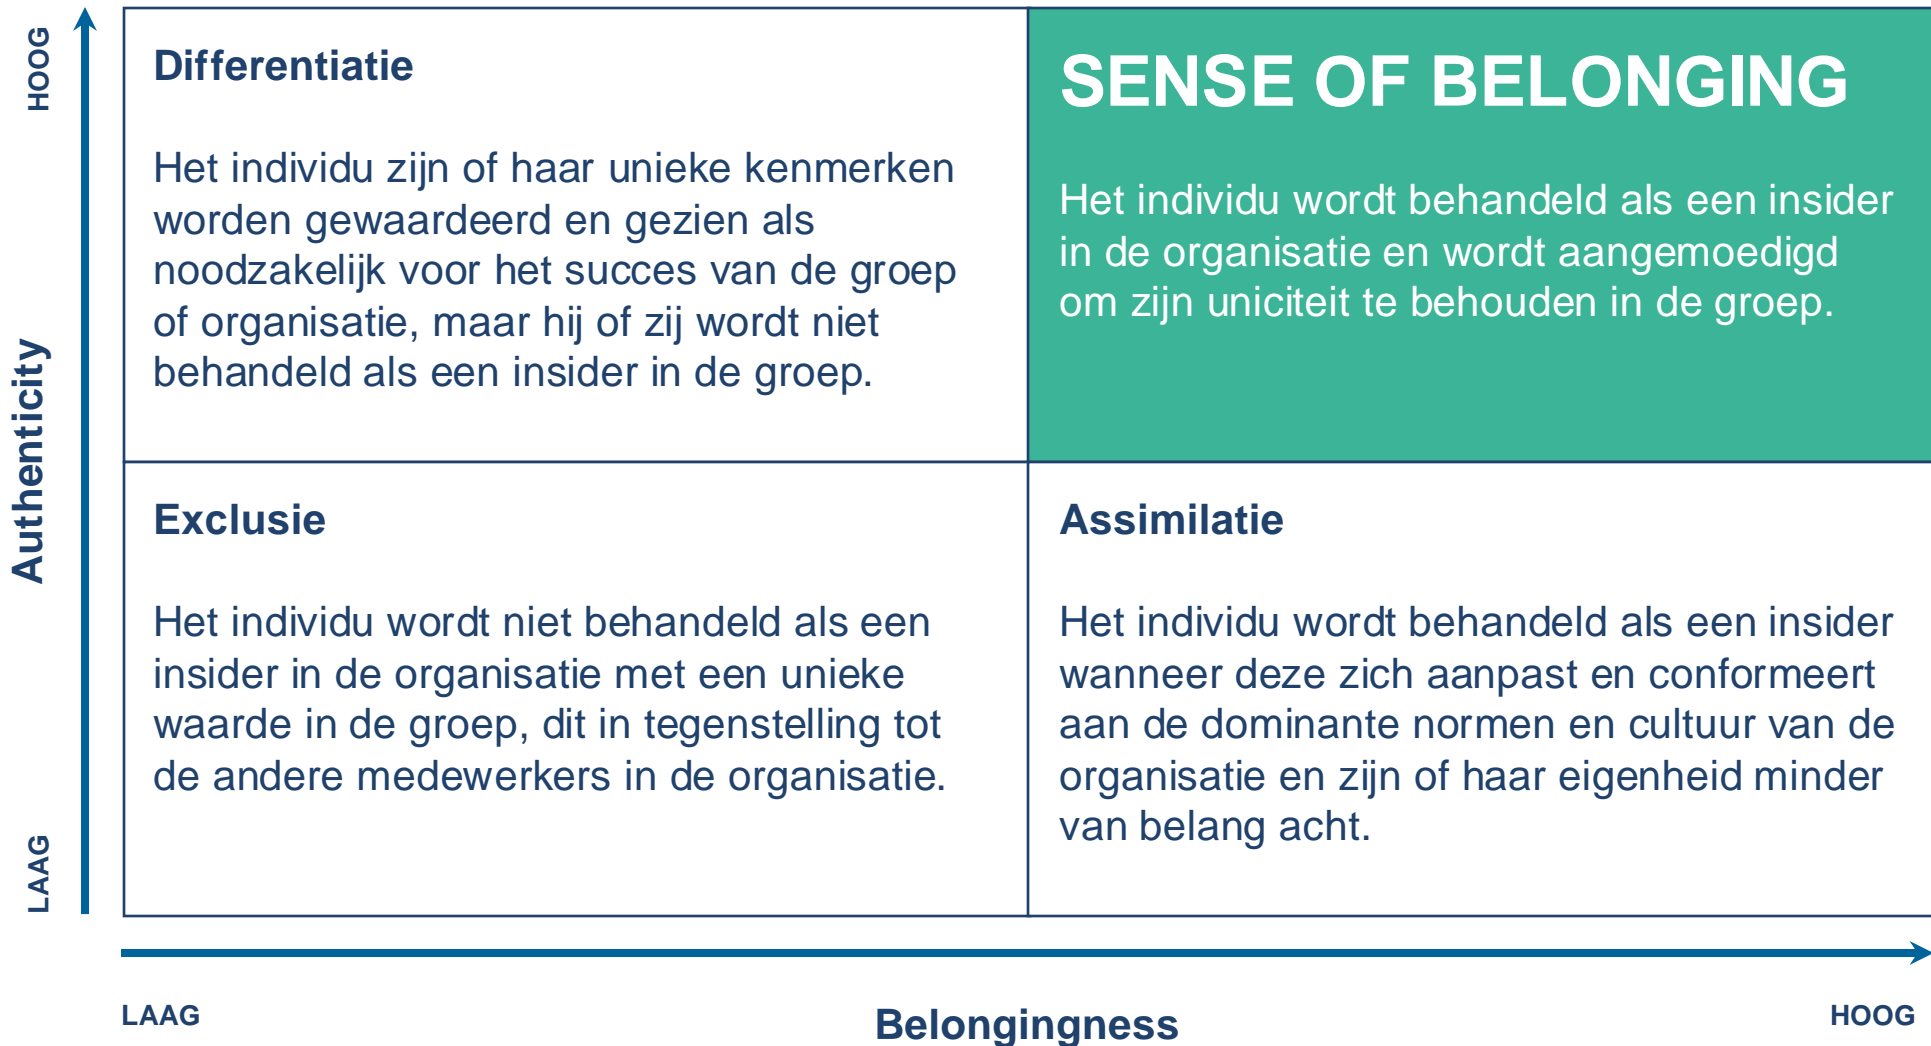 HOOG
Authenticity
LAAG
Differentiatie
Het individu zijn of haar unieke kenmerken
worden gewaardeerd en gezien als
noodzakelijk voor het succes van de groep
of organisatie, maar hij of zij wordt niet
behandeld als een insider in de groep.
SENSE OF BELONGING
Het individu wordt behandeld als een insider
in de organisatie en wordt aangemoedigd
om zijn uniciteit te behouden in de groep.
Exclusie
Het individu wordt niet behandeld als een
insider in de organisatie met een unieke
waarde in de groep, dit in tegenstelling tot
de andere medewerkers in de organisatie.
Assimilatie
Het individu wordt behandeld als een insider
wanneer deze zich aanpast en conformeert
aan de dominante normen en cultuur van de
organisatie en zijn of haar eigenheid minder
van belang acht.
LAAG
Belongingness
HOOG